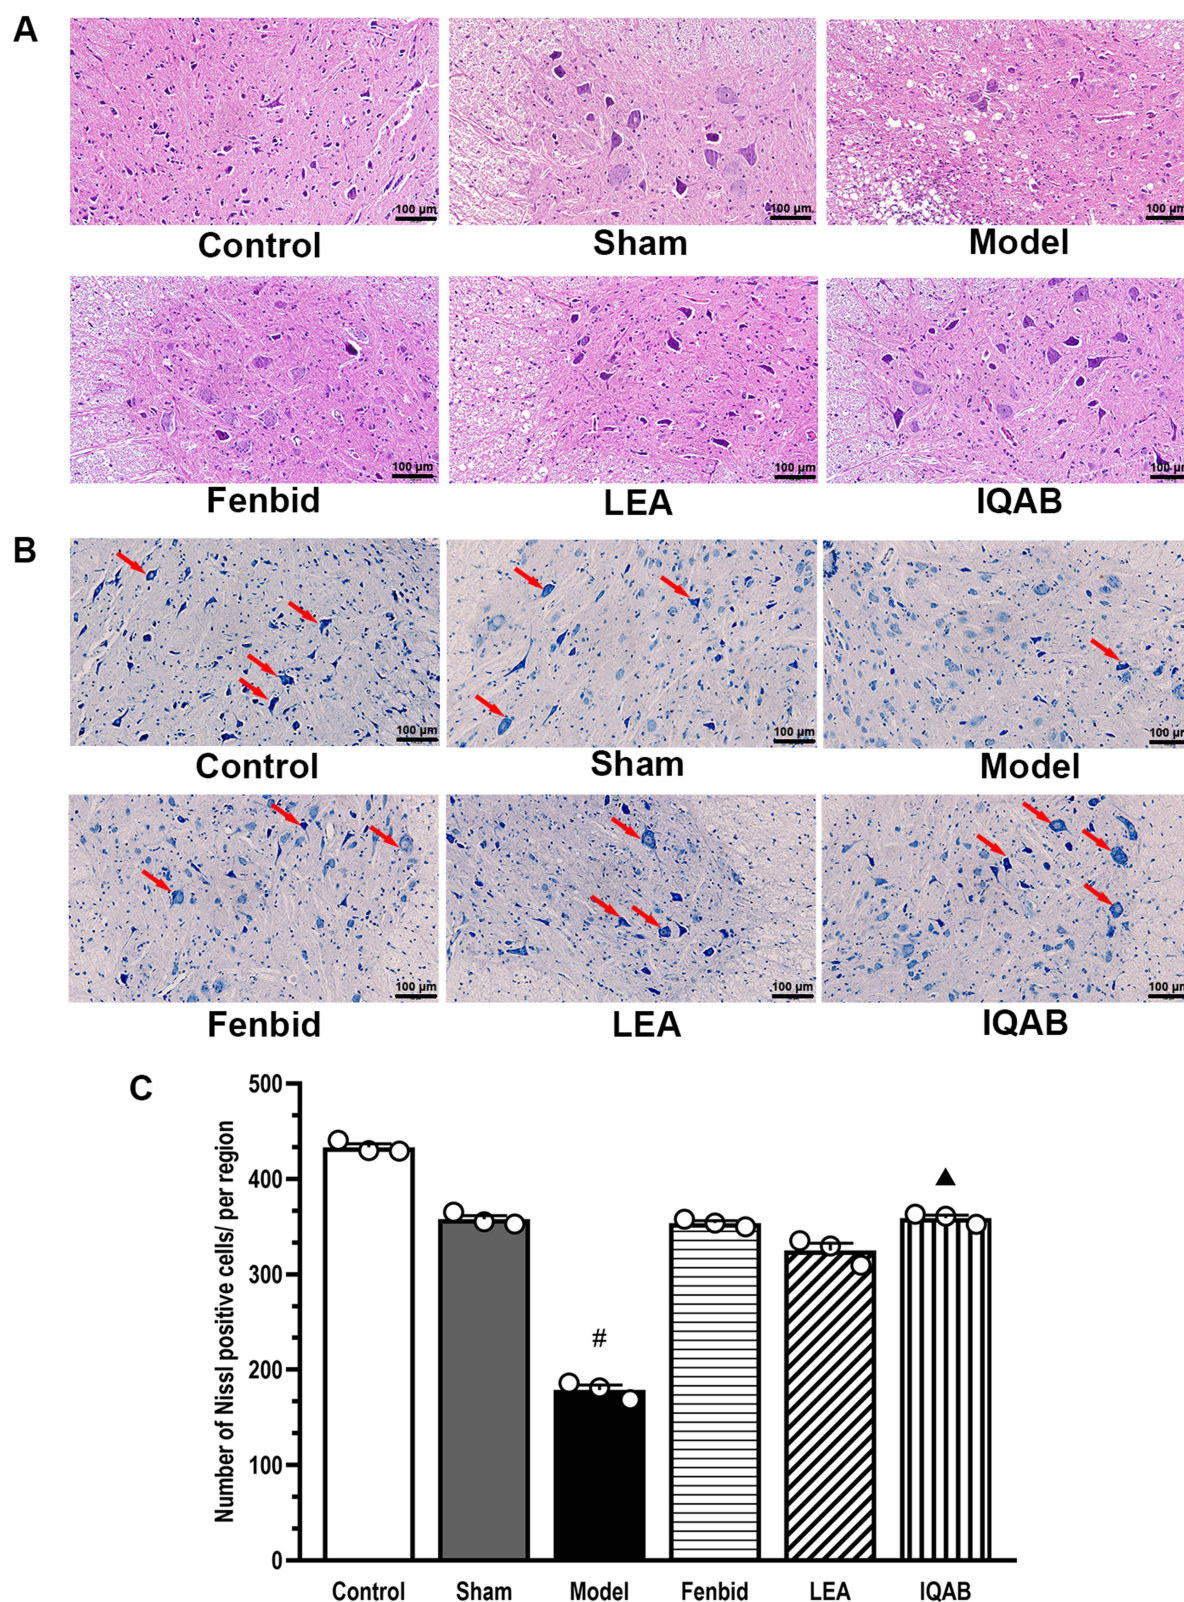 A
100 μm
100 μm
100 μm
Control
Sham
Model
100 μm
100 μm
100 μm
Fenbid
LEA
IQAB
B
100 μm
100 μm
100 μm
Control
Sham
Model
100 μm
100 μm
100 μm
Fenbid
LEA
IQAB
C
Number of Nissl positive cells/ per region
500
400
300
200
100
0
#
▲
Control
Sham
Model
Fenbid
LEA
IQAB